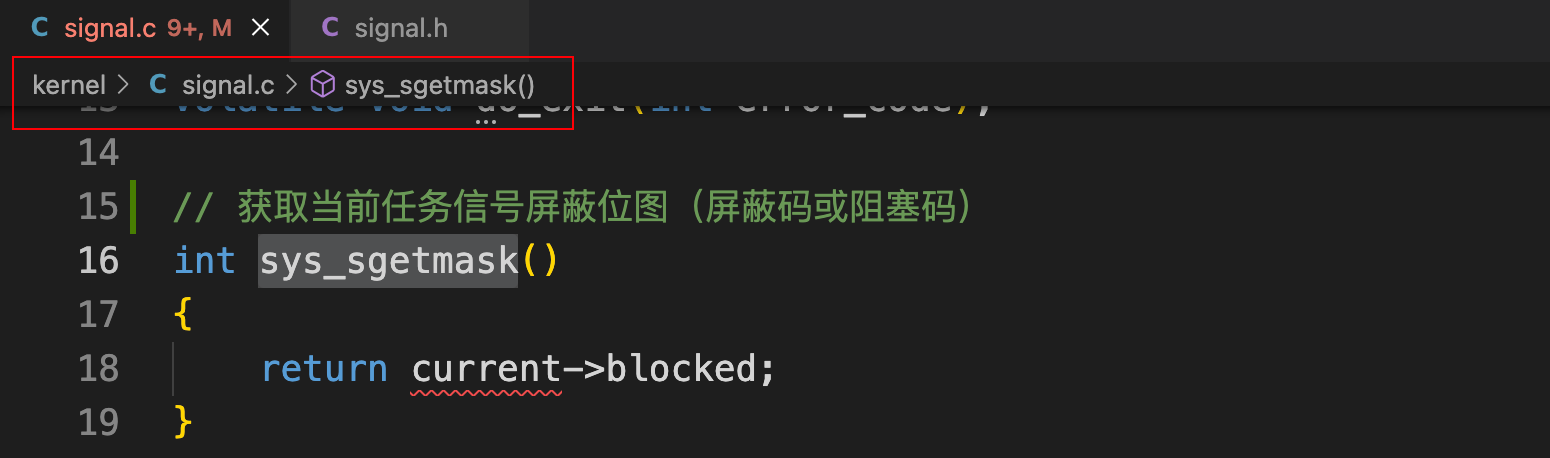 signal.c 9+, M
signal.h
kernel > signal.c > sys_sgetmask()
13 volatile void do_exit(int error_code);
14
15 // 获取当前任务信号屏蔽位图（屏蔽码或阻塞码）
16 int sys_sgetmask()
17 {
18 return current->blocked;
19 }